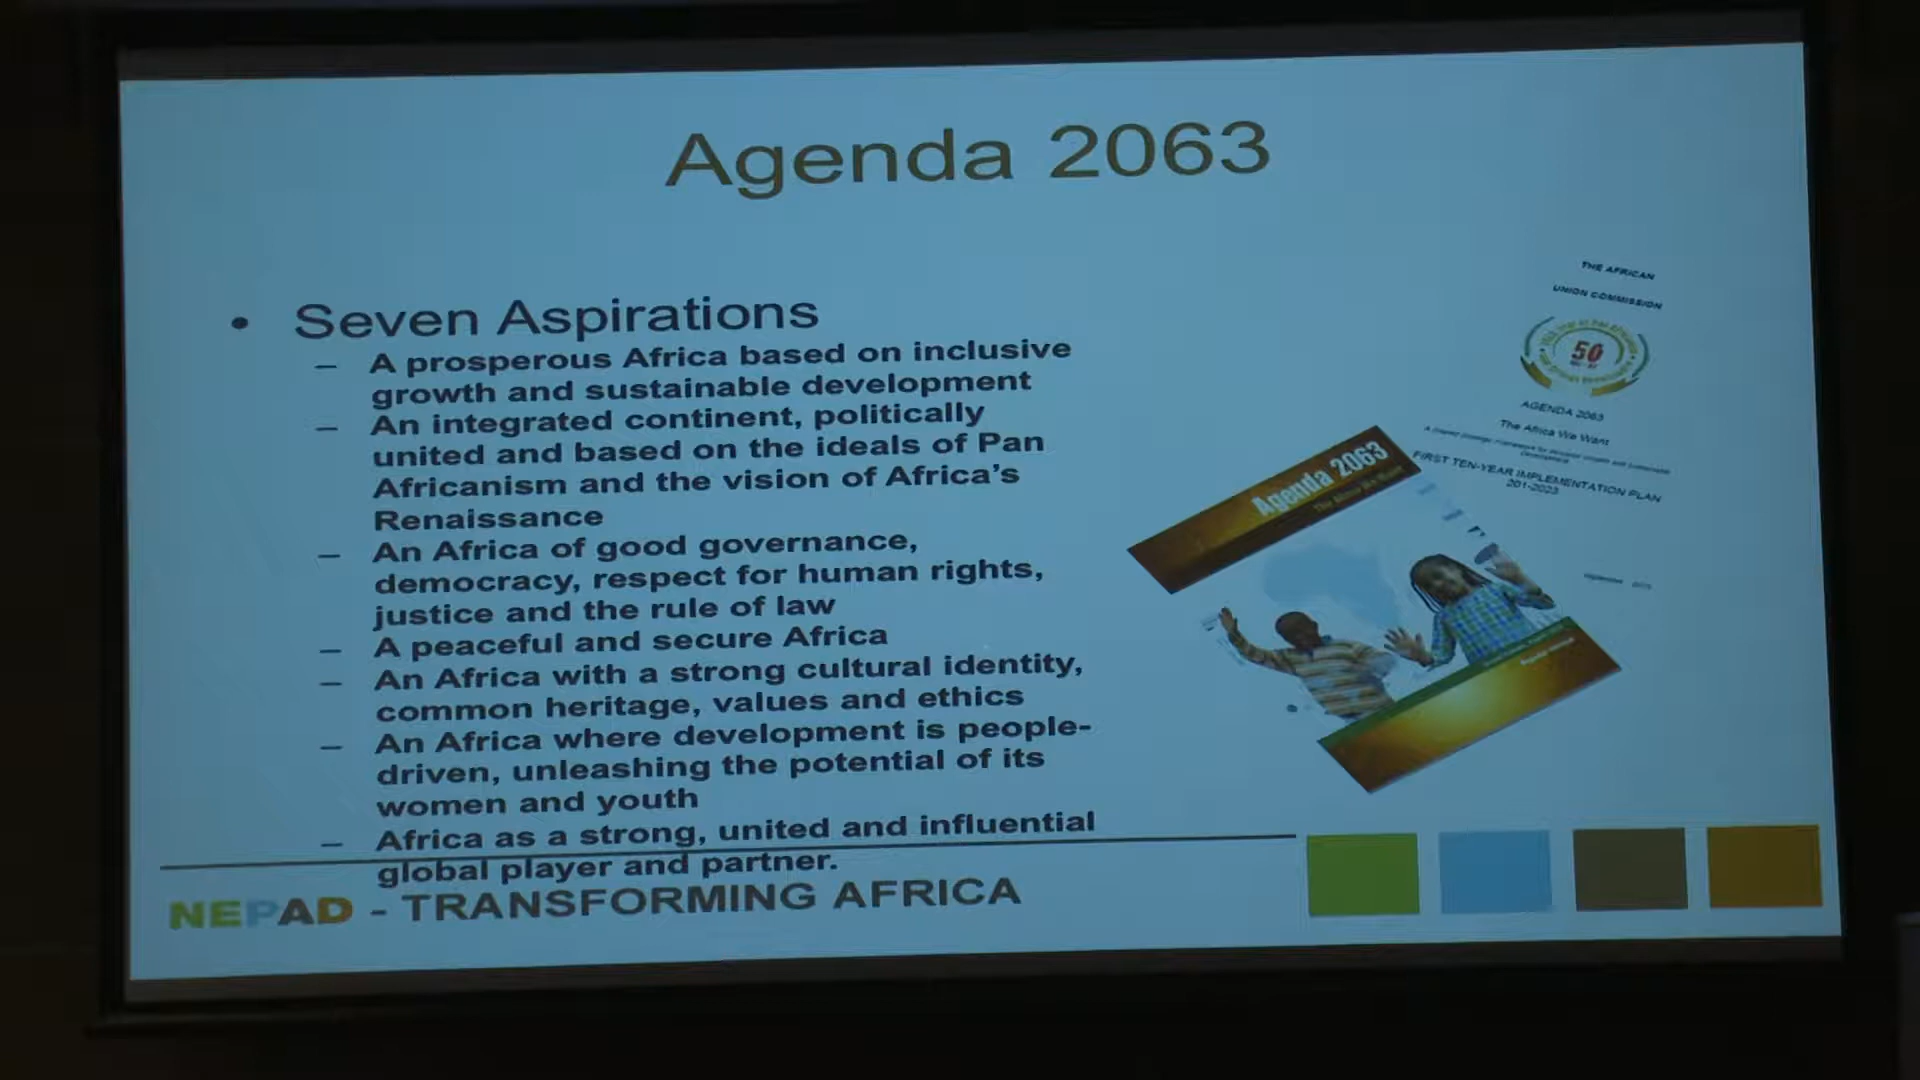 Agenda 2063
• Seven Aspirations
– A prosperous Africa based on inclusive
growth and sustainable development
– An integrated continent, politically
united and based on the ideals of Pan
Africanism and the vision of Africa's
Renaissance
– An Africa of good governance,
democracy, respect for human rights,
justice and the rule of law
– A peaceful and secure Africa
– An Africa with a strong cultural identity,
common heritage, values and ethics
– An Africa where development is people-
driven, unleashing the potential of its
women and youth
– Africa as a strong, united and influential
global player and partner.
THE AFRICAN
UNION COMMISSION
50
AGENDA 2063
The Africa We Want
FIRST TEN-YEAR IMPLEMENTATION PLAN
Agenda 2063
NEPAD - TRANSFORMING AFRICA